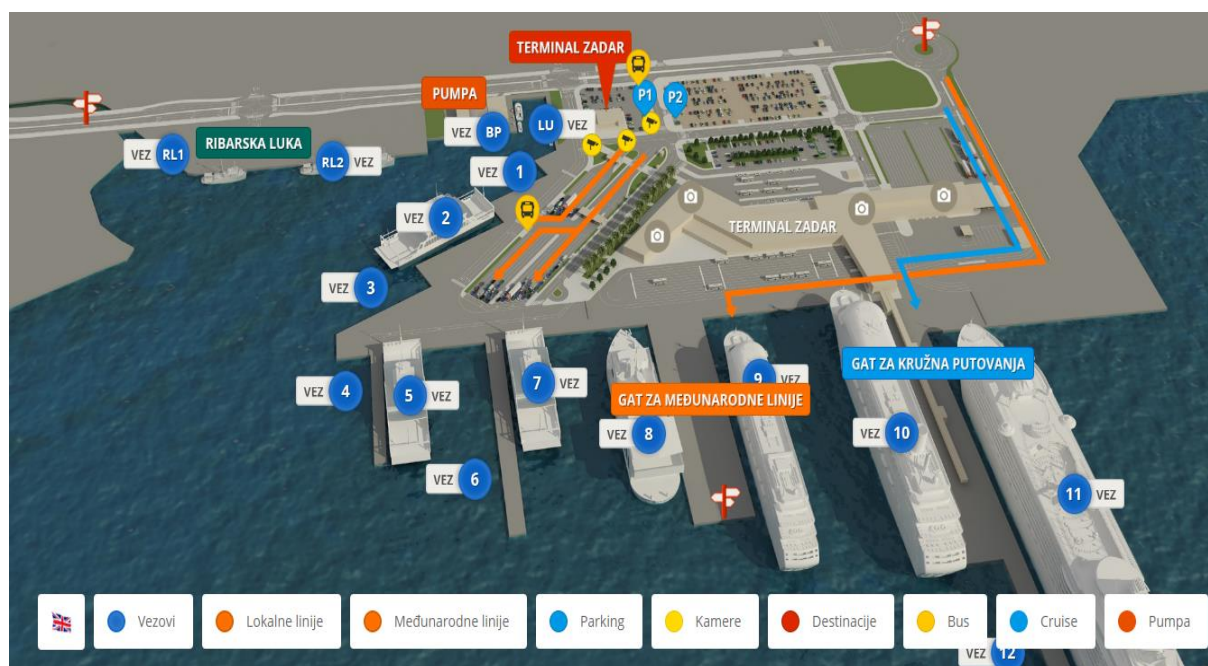 TERMINAL ZADAR
PUMPA
P1
P2
VEZ BP
LU VEZ
VEZ RL1
RIBARSKA LUKA
RL2 VEZ
VEZ 1
VEZ 2
TERMINAL ZADAR
VEZ 3
GAT ZA KRUŽNA PUTOVANJA
VEZ 4
5 VEZ
7 VEZ
9 VEZ
GAT ZA MEĐUNARODNE LINIJE
VEZ 8
VEZ 10
VEZ 6
11 VEZ
Vezovi
Lokalne linije
Međunarodne linije
Parking
Kamere
Destinacije
Bus
Cruise
Pumpa
VEZ 12